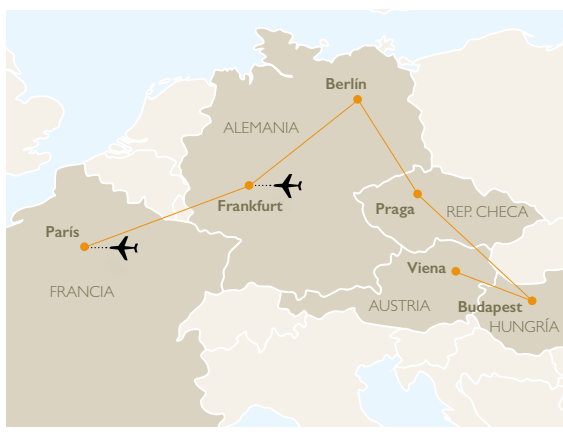 Berlín
ALEMANIA
Frankfurt
Praga
REP. CHECA
París
Viena
FRANCIA
AUSTRIA
Budapest
HUNGRÍA